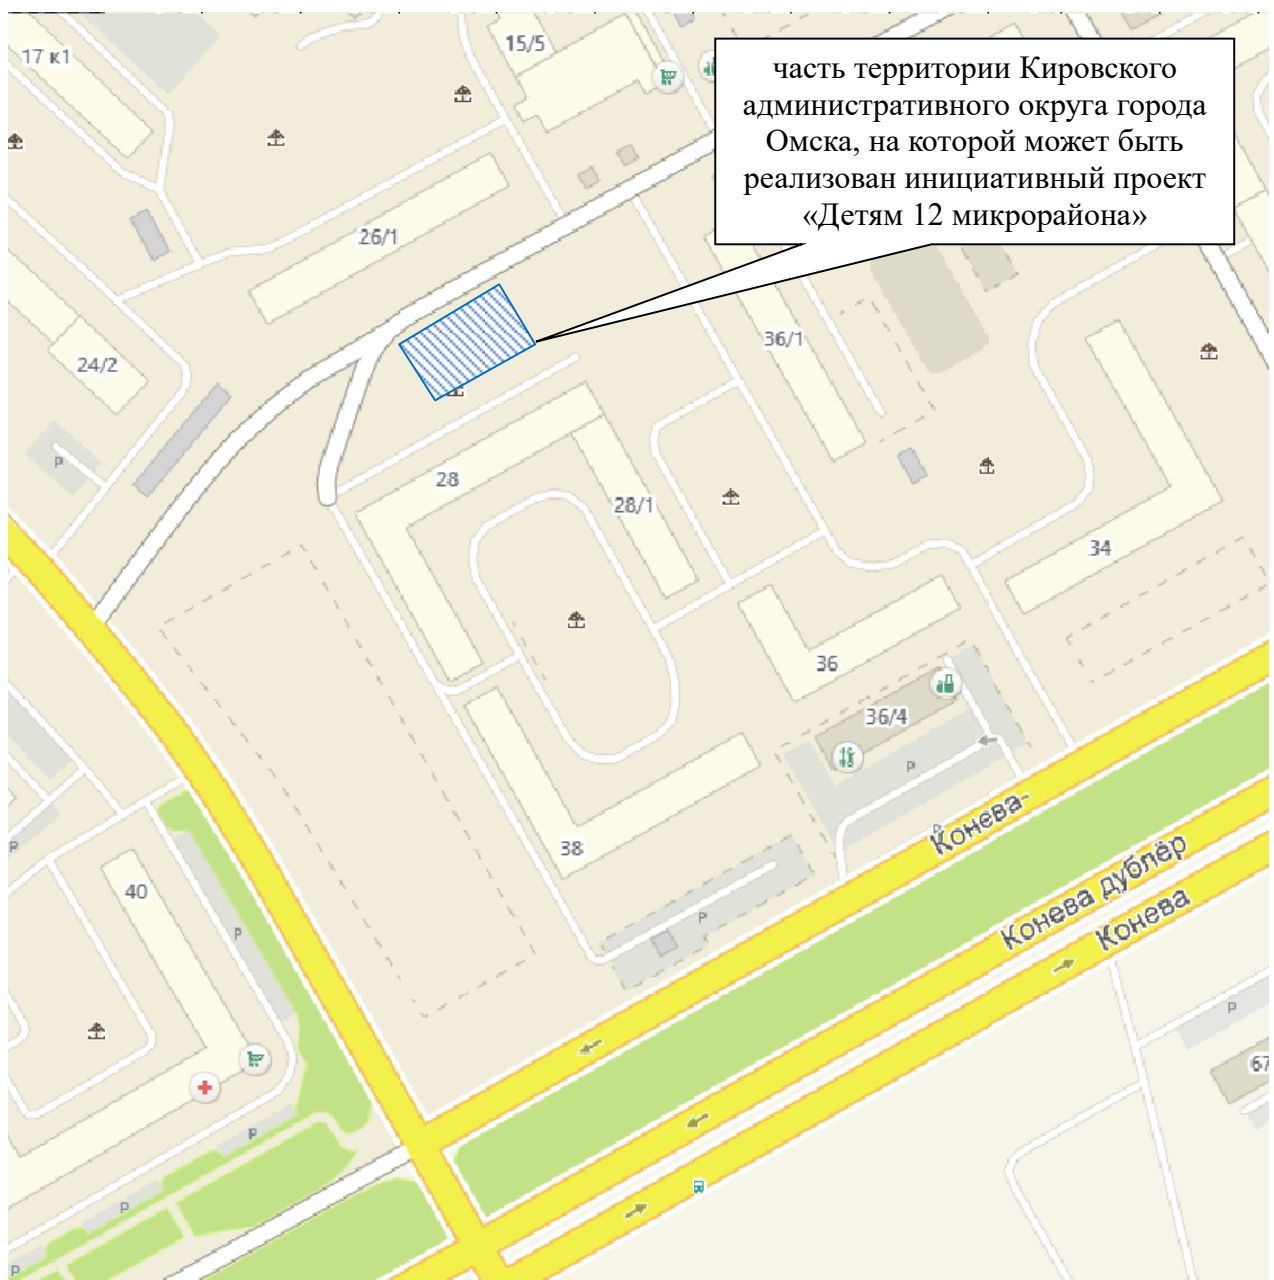 17 к1
15/5
часть территории Кировского
административного округа города
Омска, на которой может быть
реализован инициативный проект
«Детям 12 микрорайона»
26/1
24/2
36/1
P
28
28/1
34
36
36/4
P
P
Конева
38
P
Конева дублёр
Конева
40
P
P
P
67
P
P
P